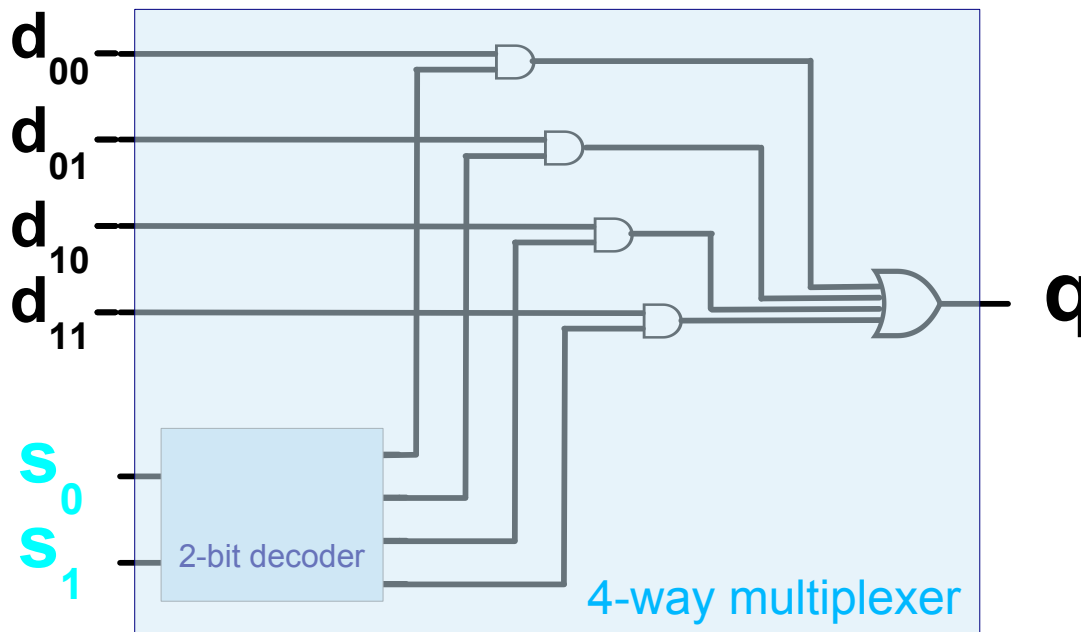 d00
d01
d10
d11
q
s0
s1
2-bit decoder
4-way multiplexer